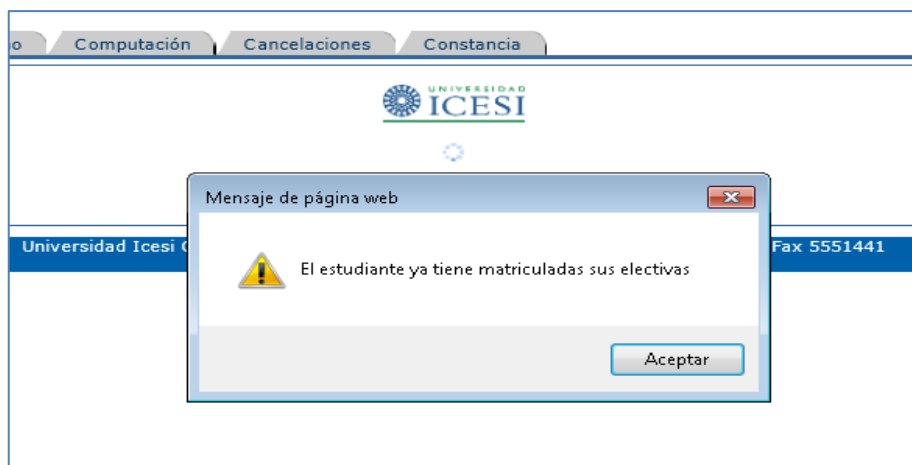 o Computación Cancelaciones Constancia
UNIVERSIDAD
ICESI
Mensaje de página web
Universidad Icesi Fax 5551441
El estudiante ya tiene matriculadas sus electivas
Aceptar